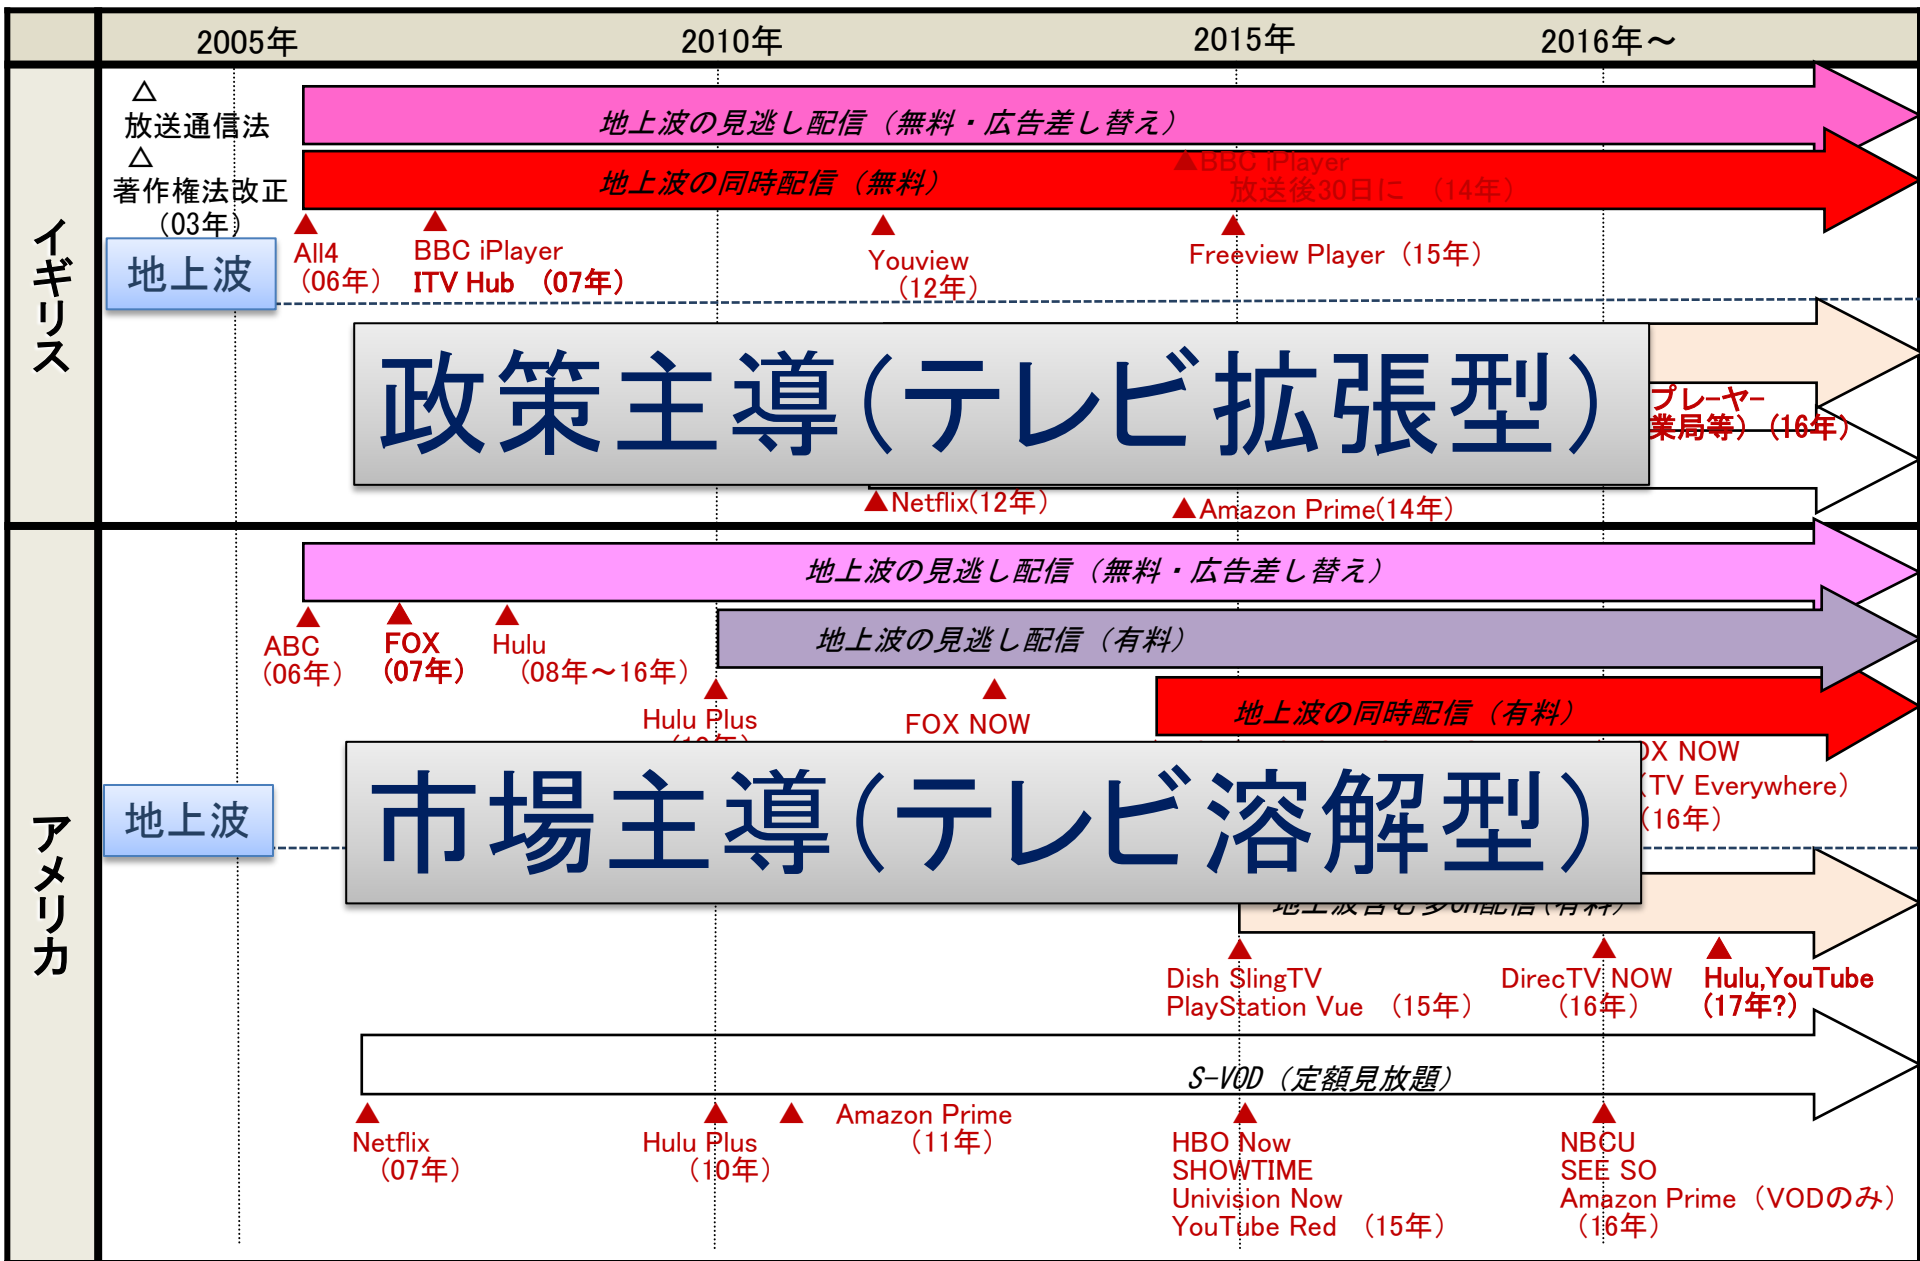 2005年
2010年
2015年
2016年～
イギリス
△
放送通信法
△
著作権法改正
（03年）
地上波
地上波の見逃し配信（無料・広告差し替え）
地上波の同時配信（無料）
▲BBC iPlayer
放送後30日に （14年）
▲
All4
（06年）
▲
BBC iPlayer
ITV Hub （07年）
▲
Youview
（12年）
▲
Freeview Player（15年）
政策主導（テレビ拡張型）
プレーヤー
業局等）（16年）
▲Netflix(12年）
▲Amazon Prime(14年）
アメリカ
地上波
地上波の見逃し配信（無料・広告差し替え）
▲
ABC
（06年）
▲
FOX
（07年）
▲
Hulu
（08年～16年）
地上波の見逃し配信（有料）
▲
Hulu Plus
▲
FOX NOW
地上波の同時配信（有料）
OX NOW
（TV Everywhere）
（16年）
市場主導（テレビ溶解型）
地上波含む多ch配信（有料）
▲
Dish SlingTV
PlayStation Vue （15年）
▲
DirecTV NOW
（16年）
▲
Hulu,YouTube
（17年?）
S-VOD（定額見放題）
▲
Netflix
（07年）
▲
Hulu Plus
（10年）
▲
Amazon Prime
（11年）
▲
HBO Now
SHOWTIME
Univision Now
YouTube Red （15年）
▲
NBCU
SEE SO
Amazon Prime（VODのみ）
（16年）